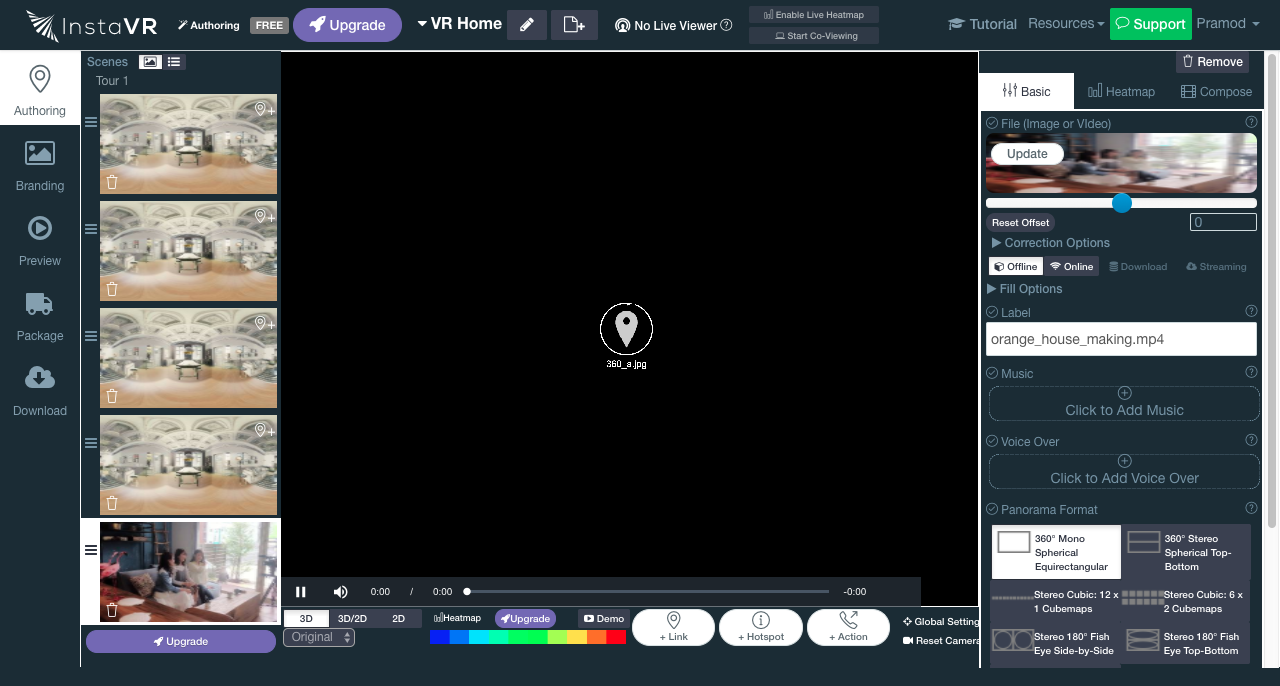 InstaVR
Authoring
FREE
Upgrade
VR Home
No Live Viewer
Enable Live Heatmap
Start Co-Viewing
Tutorial
Resources
Support
Pramod
Authoring
Branding
Preview
Package
Download
Scenes
Tour 1
Upgrade
360_a.jpg
0:00 / 0:00 -0:00
3D 3D/2D 2D
Original
Heatmap
Upgrade
Demo
+ Link
+ Hotspot
+ Action
Global Setting
Reset Camera
Remove
Basic
Heatmap
Compose
File (Image or VIdeo)
Update
Reset Offset
0
Correction Options
Offline
Online
Download
Streaming
Fill Options
Label
orange_house_making.mp4
Music
Click to Add Music
Voice Over
Click to Add Voice Over
Panorama Format
360° Mono
Spherical
Equirectangular
360° Stereo
Spherical Top-
Bottom
Stereo Cubic: 12 x
1 Cubemaps
Stereo Cubic: 6 x
2 Cubemaps
Stereo 180° Fish
Eye Side-by-Side
Stereo 180° Fish
Eye Top-Bottom